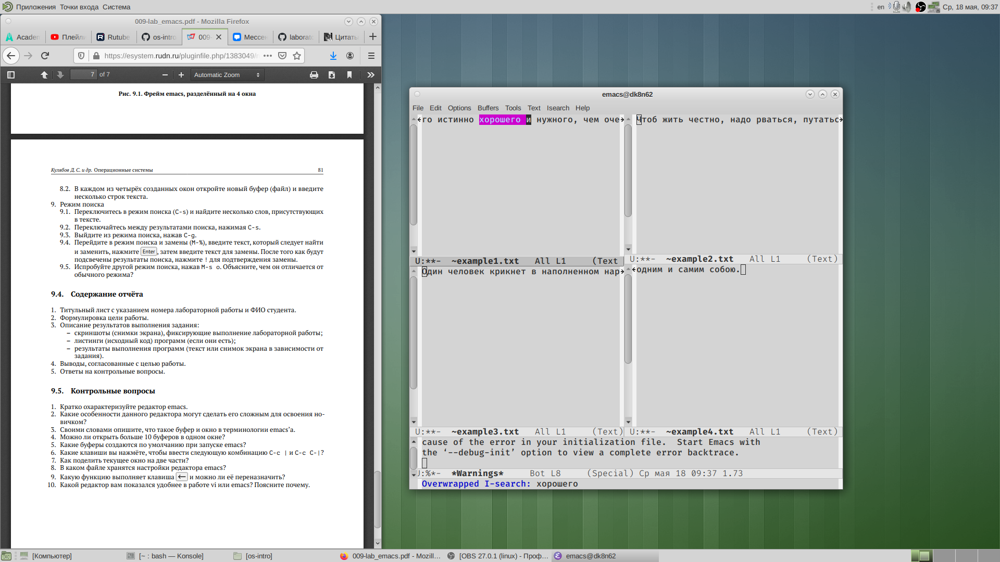 Приложения Точки входа Система
en
Ср, 18 мая, 09:37
009-lab_emacs.pdf - Mozilla Firefox
Academ
Плейли
Rutube
os-intro
009-
Мессен
laborato
Цитаты
https://esystem.rudn.ru/pluginfile.php/1383049/
7 of 7
Automatic Zoom
Рис. 9.1. Фрейм emacs, разделённый на 4 окна
Кулябов Д. С. и др. Операционные системы 81
8.2. В каждом из четырёх созданных окон откройте новый буфер (файл) и введите
несколько строк текста.
9. Режим поиска
9.1. Переключитесь в режим поиска (C-s) и найдите несколько слов, присутствующих
в тексте.
9.2. Переключайтесь между результатами поиска, нажимая C-s.
9.3. Выйдите из режима поиска, нажав C-g.
9.4. Перейдите в режим поиска и замены (M-%), введите текст, который следует найти
и заменить, нажмите Enter, затем введите текст для замены. После того как будут
подсвечены результаты поиска, нажмите ! для подтверждения замены.
9.5. Испробуйте другой режим поиска, нажав M-s o. Объясните, чем он отличается от
обычного режима?
9.4. Содержание отчёта
1. Титульный лист с указанием номера лабораторной работы и ФИО студента.
2. Формулировка цели работы.
3. Описание результатов выполнения задания:
– скриншоты (снимки экрана), фиксирующие выполнение лабораторной работы;
– листинги (исходный код) программ (если они есть);
– результаты выполнения программ (текст или снимок экрана в зависимости от
задания).
4. Выводы, согласованные с целью работы.
5. Ответы на контрольные вопросы.
9.5. Контрольные вопросы
1. Кратко охарактеризуйте редактор emacs.
2. Какие особенности данного редактора могут сделать его сложным для освоения но-
вичком?
3. Своими словами опишите, что такое буфер и окно в терминологии emacs’а.
4. Можно ли открыть больше 10 буферов в одном окне?
5. Какие буферы создаются по умолчанию при запуске emacs?
6. Какие клавиши вы нажмёте, чтобы ввести следующую комбинацию C-c | и C-c C-|?
7. Как поделить текущее окно на две части?
8. В каком файле хранятся настройки редактора emacs?
9. Какую функцию выполняет клавиша ← и можно ли её переназначить?
10. Какой редактор вам показался удобнее в работе vi или emacs? Поясните почему.
emacs@dk8n62
File Edit Options Buffers Tools Text Isearch Help
го истинно хорошего и нужного, чем оче
Чтоб жить честно, надо рваться, путатьс
U:**- ~example1.txt All L1 (Text
U:**- ~example2.txt All L1 (Text)
Один человек крикнет в наполненном нар
одним и самим собою.
U:**- ~example3.txt All L1 (Text)
U:**- ~example4.txt All L1 (Text)
cause of the error in your initialization file. Start Emacs with
the ‘--debug-init’ option to view a complete error backtrace.
U:%*- *Warnings* Bot L8 (Special) Ср мая 18 09:37 1.73
Overwrapped I-search: хорошего
[Компьютер]
[~ : bash — Konsole]
[os-intro]
009-lab_emacs.pdf - Mozill...
[OBS 27.0.1 (linux) - Проф...
emacs@dk8n62